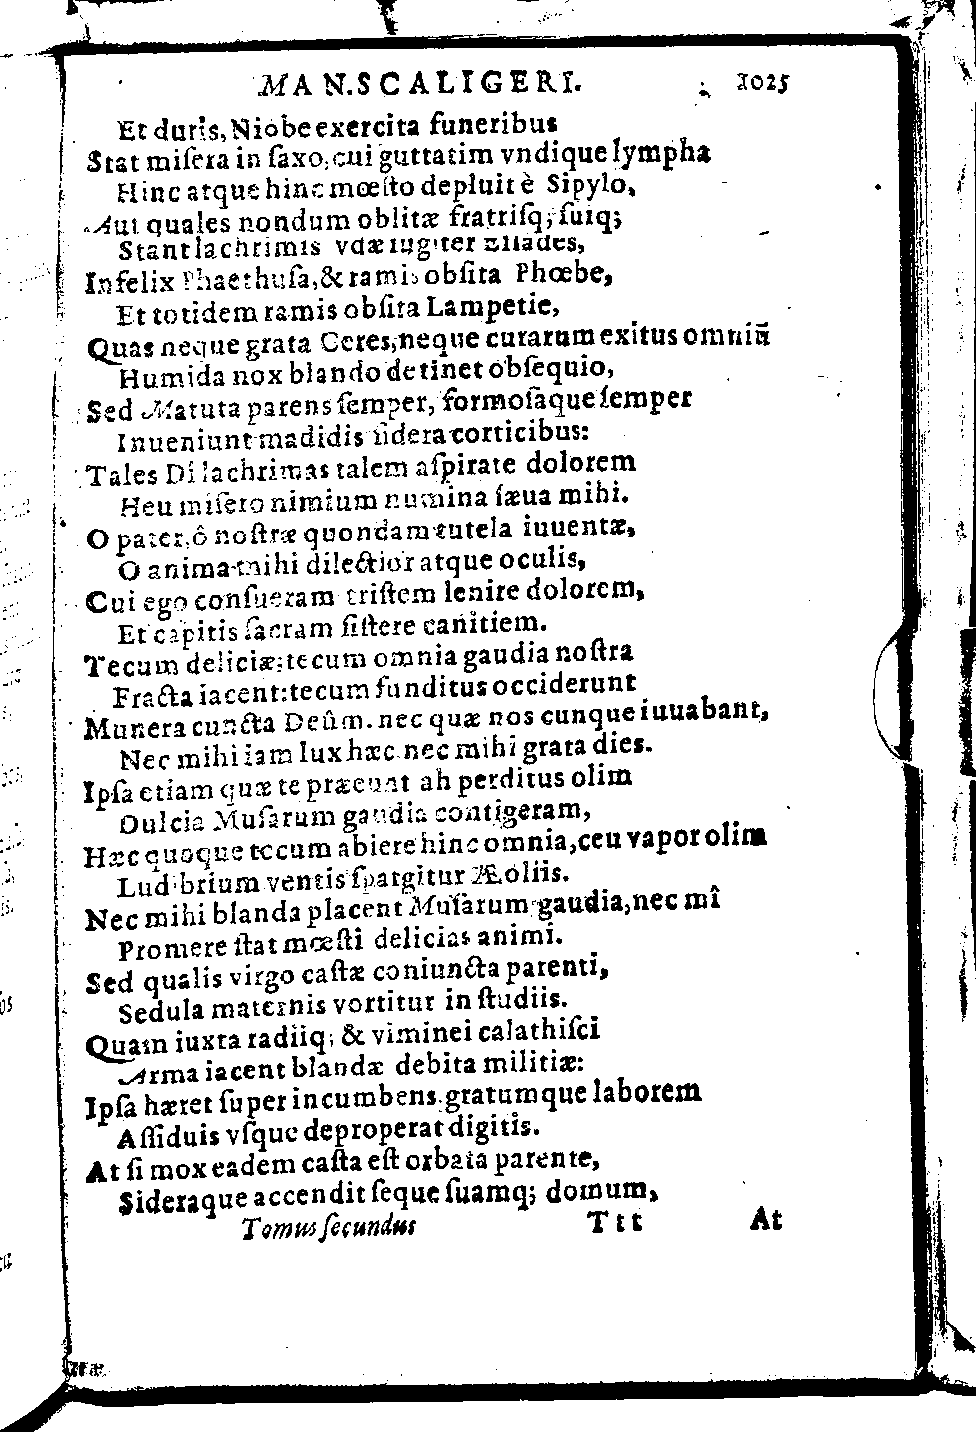 MAN. SCALIGERI. 1025
Et duris, Niobe exercita funeribus
Stat miſera in ſaxo, cui guttatim vndique lympha
Hinc atque hinc mœſto depluit è Sipylo,
Aut quales nondum oblitæ fratriſq; ſuiq;
Stant lachrimis vdæ iugiter Eliades,
Infelix Phaethuſa, & ramis obſita Phœbe,
Et totidem ramis obſita Lampetie,
Quas neque grata Ceres, neque curarum exitus omniũ
Humida nox blando detinet obſequio,
Sed Matuta parens ſemper, formoſáque ſemper
Inueniunt madidis ſidera corticibus:
Tales Di lachrimas talem aſpirate dolorem
Heu miſero nimium numina ſæua mihi.
O pater, ô noſtræ quondam tutela iuuentæ,
O anima mihi dilectior atque oculis,
Cui ego conſueram triſtem lenire dolorem,
Et capitis ſacram ſiſtere canitiem.
Tecum deliciæ: tecum omnia gaudia noſtra
Fracta iacent: tecum funditus occiderunt
Munera cuncta Deûm. nec quæ nos cunque iuuabant,
Nec mihi iam lux hæc nec mihi grata dies.
Ipſa etiam quæ te præeunt ah perditus olim
Dulcia Muſarum gaudia contigeram,
Hæc quoque tecum abiere hinc omnia, ceu vapor olim
Ludibrium ventis ſpargitur Æoliis.
Nec mihi blanda placent Muſarum gaudia, nec mî
Promere ſtat mœſti delicias animi.
Sed qualis virgo caſtæ coniuncta parenti,
Sedula maternis vortitur in ſtudiis.
Quam iuxta radiiq; & viminei calathiſci
Arma iacent blandæ debita militiæ:
Ipſa hæret ſuper incumbens, gratumque laborem
Aſſiduis vſque deproperat digitis.
At ſi mox eadem caſta eſt orbata parente,
Sideraque accendit ſeque ſuamq; domum,
Tomus ſecundus Ttt At